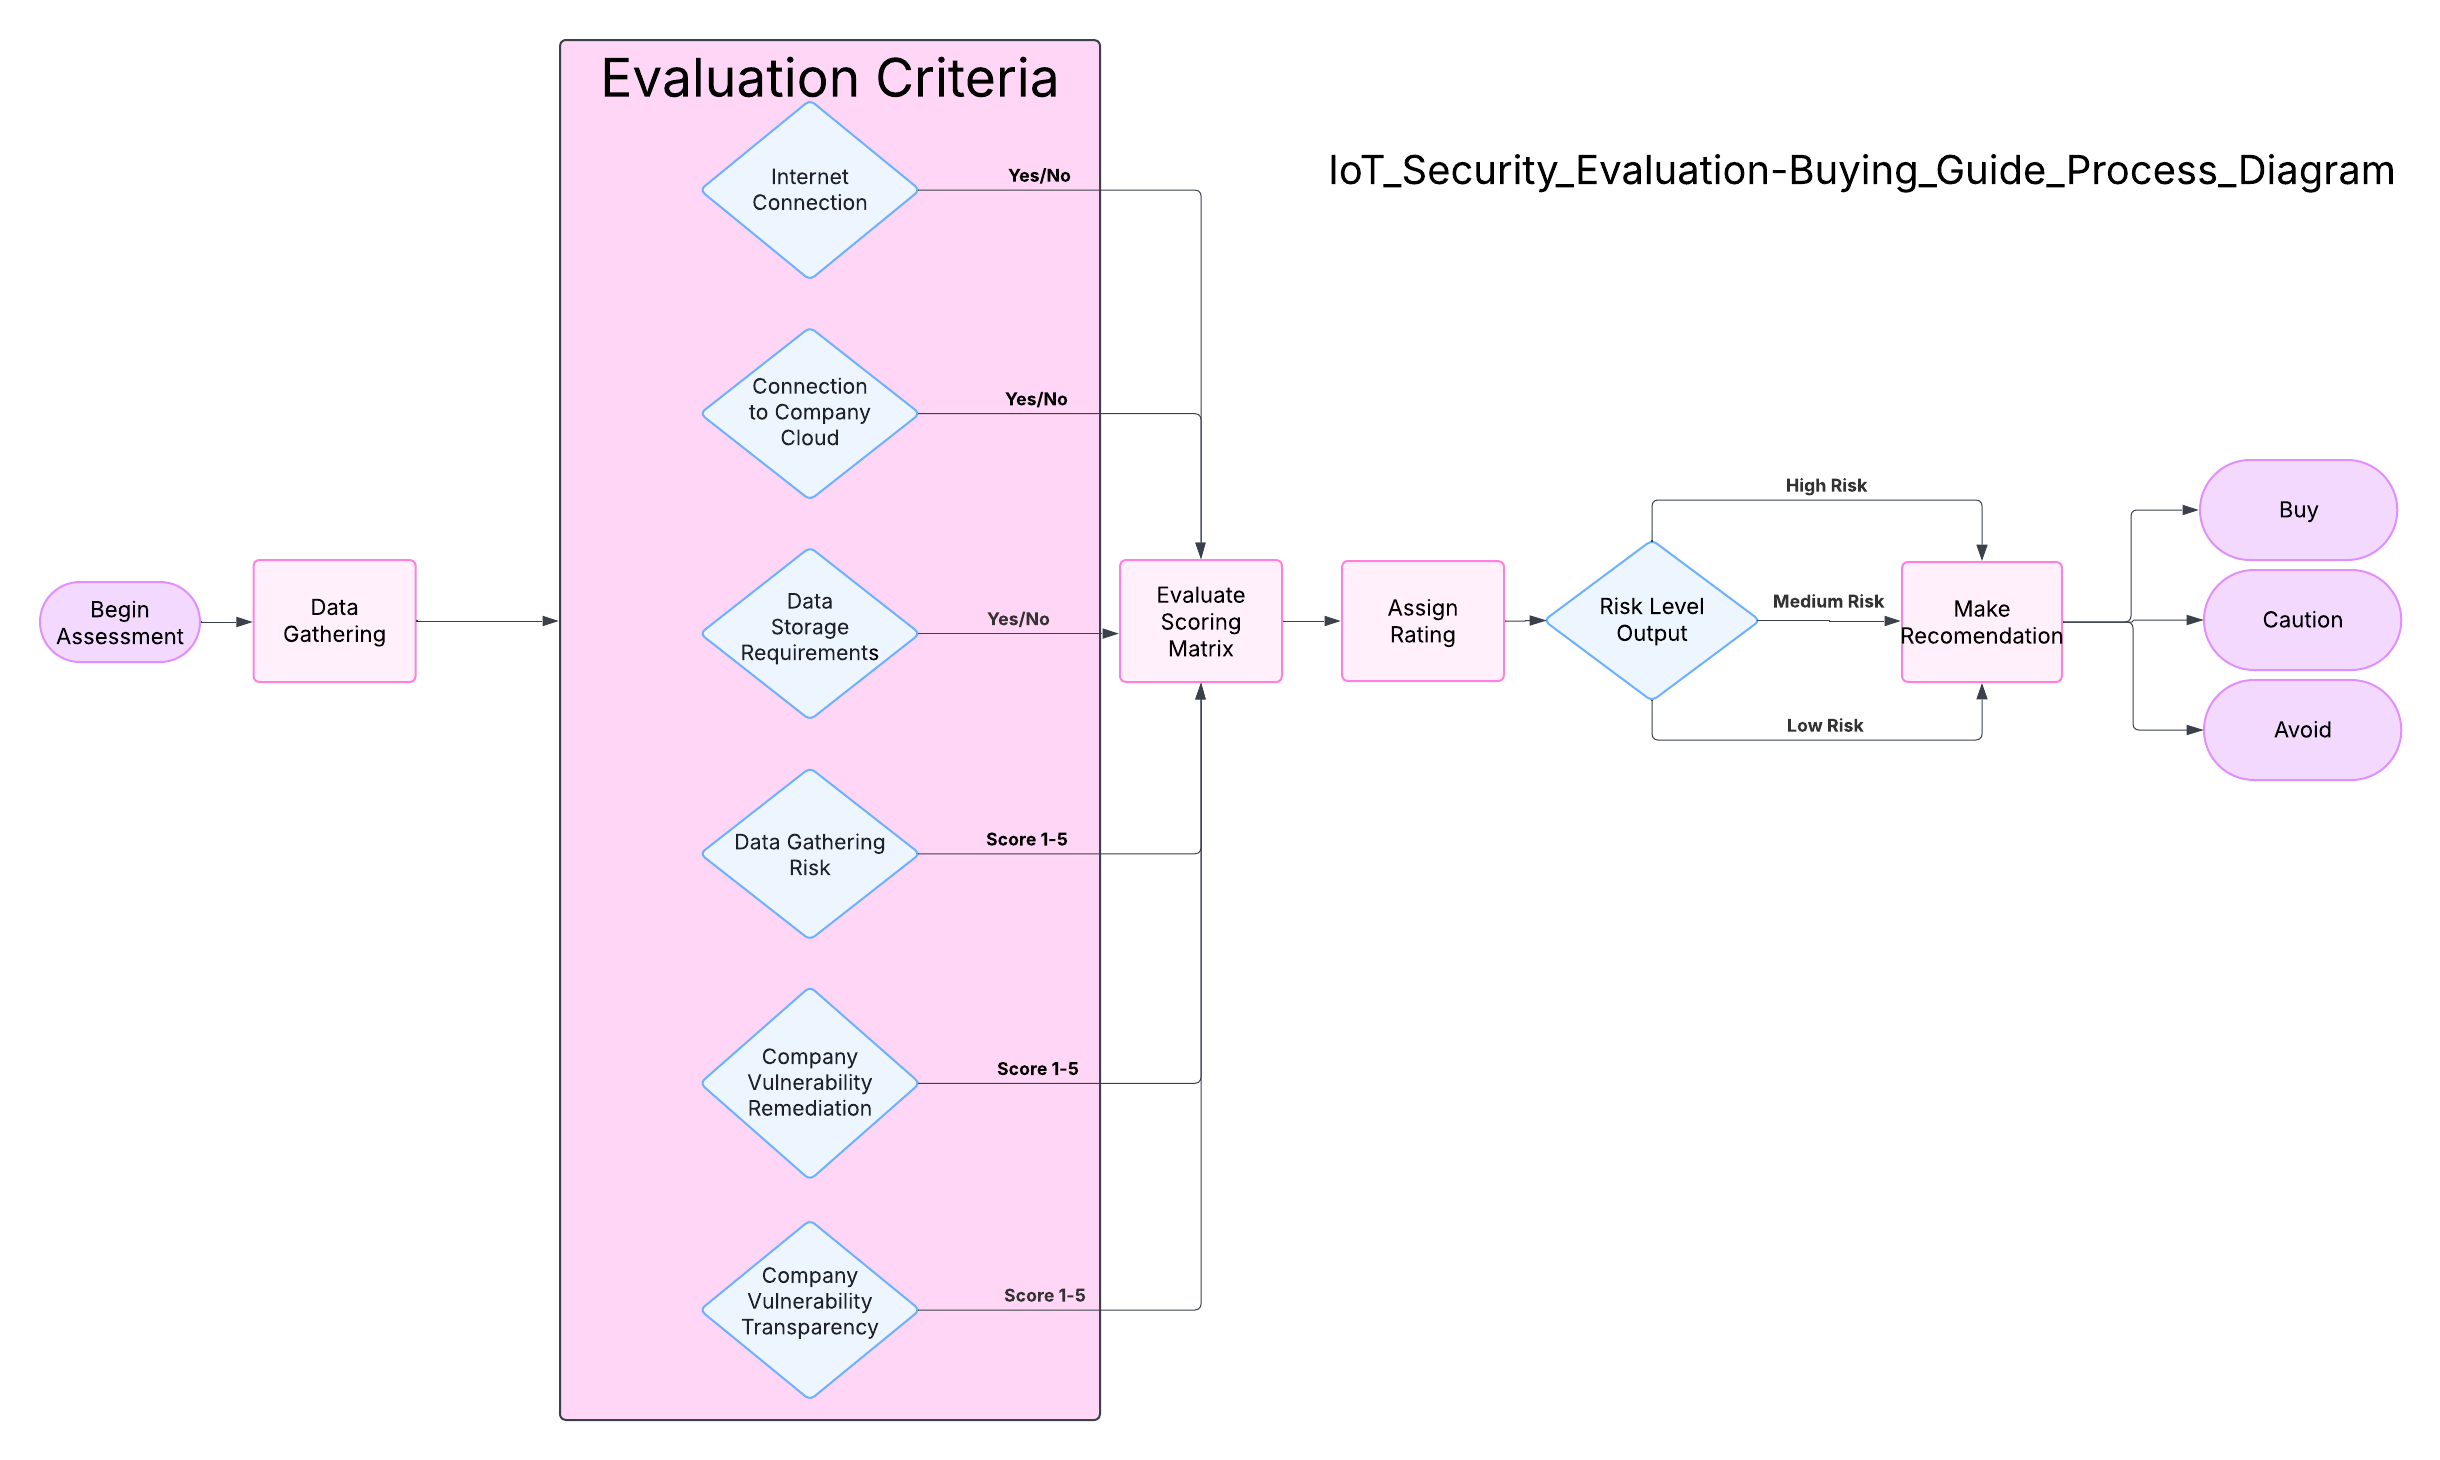 Evaluation Criteria
IoT_Security_Evaluation-Buying_Guide_Process_Diagram
Begin
Assessment
Data
Gathering
Internet
Connection
Yes/No
Connection
to Company
Cloud
Yes/No
Data
Storage
Requirements
Yes/No
Data Gathering
Risk
Score 1-5
Company
Vulnerability
Remediation
Score 1-5
Company
Vulnerability
Transparency
Score 1-5
Evaluate
Scoring
Matrix
Assign
Rating
Risk Level
Output
High Risk
Medium Risk
Low Risk
Make
Recomendation
Buy
Caution
Avoid